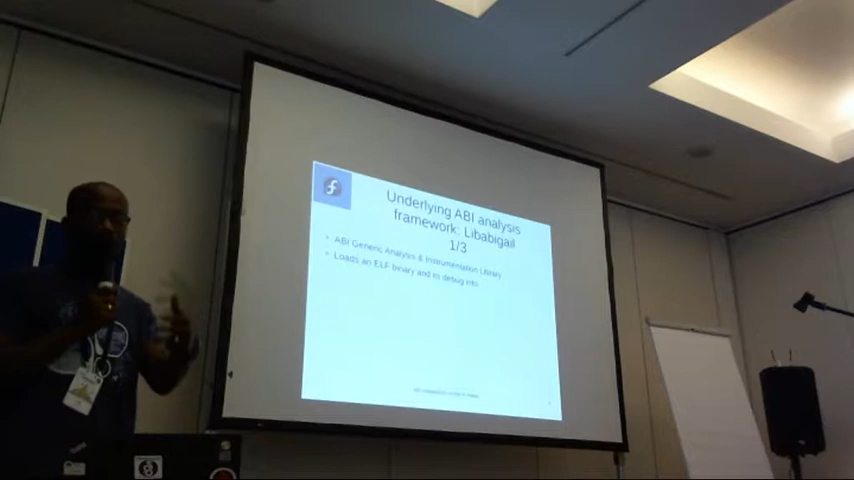 Underlying ABI analysis
framework: Libabigail
1/3
• ABI Generic Analysis & Instrumentation Library
• Loads an ELF binary and its debug info